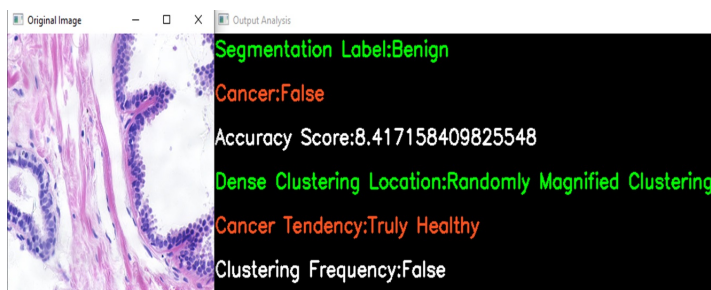 Original Image
Output Analysis
Segmentation Label:Benign
Cancer:False
Accuracy Score:8.417158409825548
Dense Clustering Location:Randomly Magnified Clustering
Cancer Tendency:Truly Healthy
Clustering Frequency:False